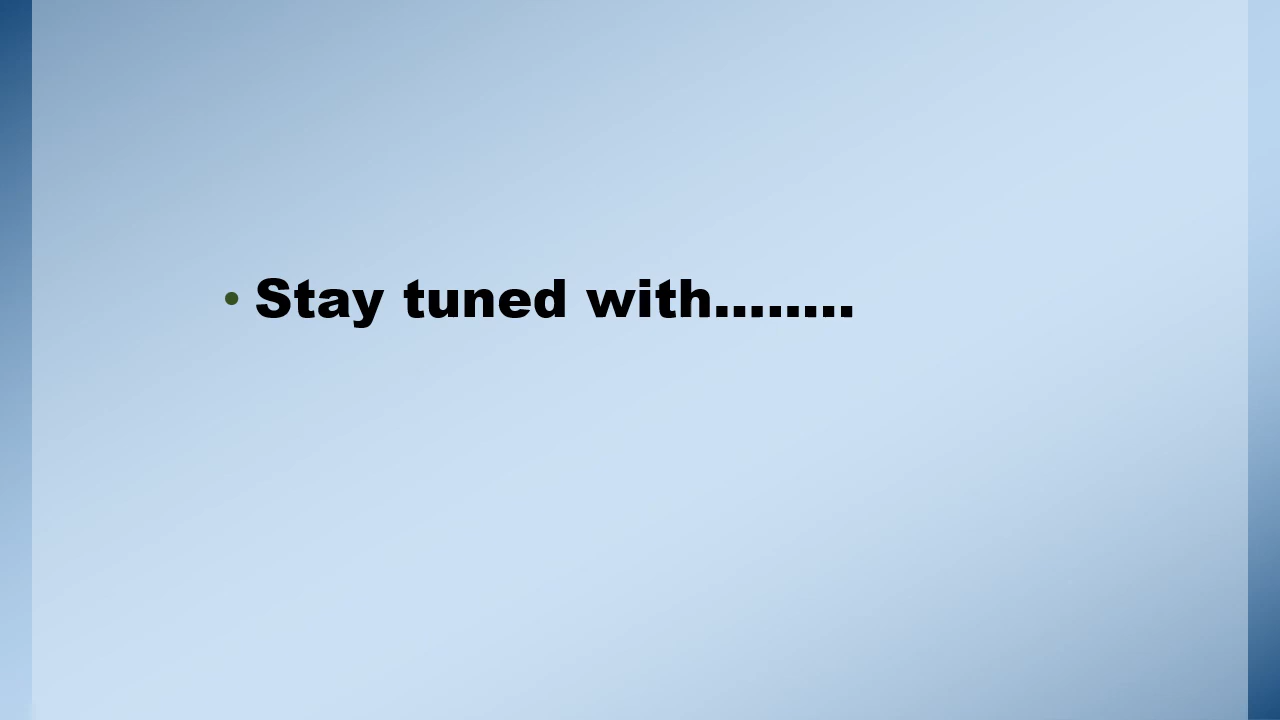 • Stay tuned with........